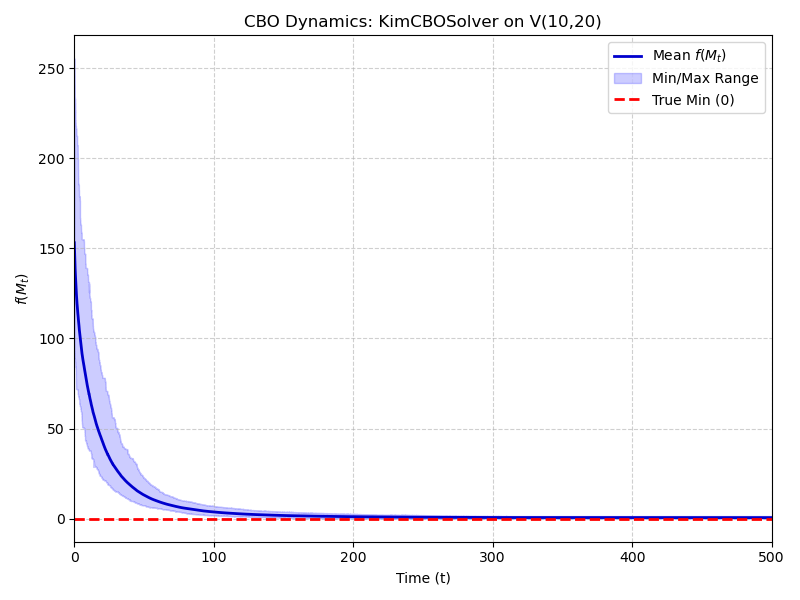 CBO Dynamics: KimCBOSolver on V(10,20)
Mean f(M_t)
Min/Max Range
True Min (0)
250
200
150
100
50
0
f(M_t)
0 100 200 300 400 500
Time (t)